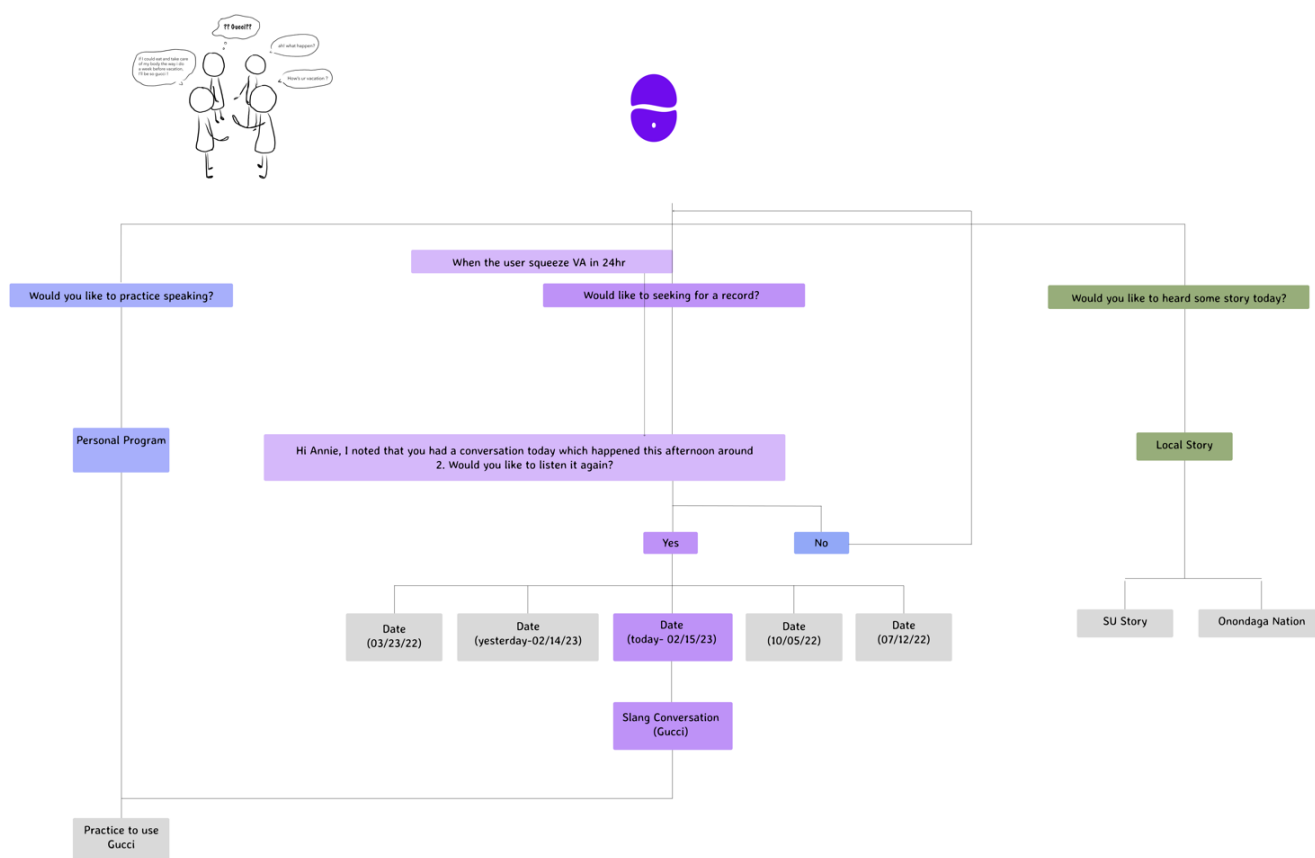 ?? Gucci??
ah! what happen?
if I could eat and take care
of my body the way i do
a week before vacation,
I'll be so gucci !
How's ur vacation ?
When the user squeeze VA in 24hr
Would you like to practice speaking?
Would like to seeking for a record?
Would you like to heard some story today?
Personal Program
Hi Annie, I noted that you had a conversation today which happened this afternoon around
2. Would you like to listen it again?
Local Story
Yes
No
Date
(03/23/22)
Date
(yesterday-02/14/23)
Date
(today- 02/15/23)
Date
(10/05/22)
Date
(07/12/22)
SU Story
Onondaga Nation
Slang Conversation
(Gucci)
Practice to use
Gucci